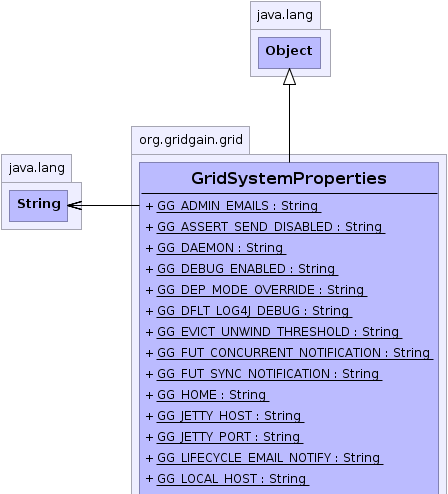 java.lang
Object
org.gridgain.grid
java.lang
String
GridSystemProperties
+ GG_ADMIN_EMAILS : String
+ GG_ASSERT_SEND_DISABLED : String
+ GG_DAEMON : String
+ GG_DEBUG_ENABLED : String
+ GG_DEP_MODE_OVERRIDE : String
+ GG_DFLT_LOG4J_DEBUG : String
+ GG_EVICT_UNWIND_THRESHOLD : String
+ GG_FUT_CONCURRENT_NOTIFICATION : String
+ GG_FUT_SYNC_NOTIFICATION : String
+ GG_HOME : String
+ GG_JETTY_HOST : String
+ GG_JETTY_PORT : String
+ GG_LIFECYCLE_EMAIL_NOTIFY : String
+ GG_LOCAL_HOST : String